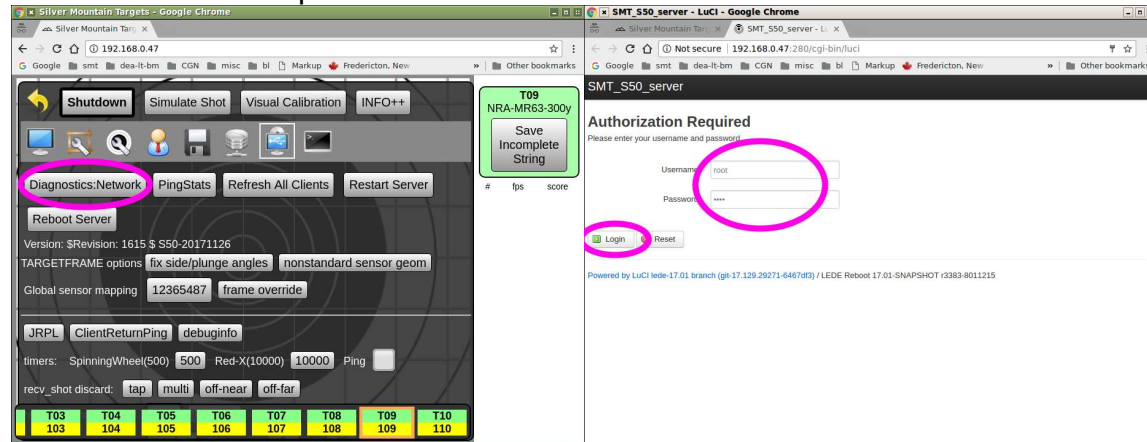 Silver Mountain Targets - Google Chrome
Silver Mountain Targ
192.168.0.47
Google smt dea-lt-bm CGN misc bl Markup Fredericton, New » Other bookmarks
Shutdown Simulate Shot Visual Calibration INFO++
Diagnostics:Network PingStats Refresh All Clients Restart Server
Reboot Server
Version: $Revision: 1615 $ S50-20171126
TARGETFRAME options fix side/plunge angles nonstandard sensor geom
Global sensor mapping 12365487 frame override
JRPL ClientReturnPing debuginfo
timers: SpinningWheel(500) 500 Red-X(10000) 10000 Ping
recv_shot discard: tap multi off-near off-far
T03 T04 T05 T06 T07 T08 T09 T10
103 104 105 106 107 108 109 110
T09
NRA-MR63-300y
Save
Incomplete
String
# fps score
SMT_S50_server - LuCI - Google Chrome
Silver Mountain Tar SMT_S50_server - L
Not secure 192.168.0.47:280/cgi-bin/luci
Google smt dea-lt-bm CGN misc bl Markup Fredericton, New » Other bookmarks
SMT_S50_server
Authorization Required
Please enter your username and password.
Username root
Password ••••
Login Reset
Powered by LuCI lede-17.01 branch (git-17.129.29271-6467df3) / LEDE Reboot 17.01-SNAPSHOT r3383-8011215